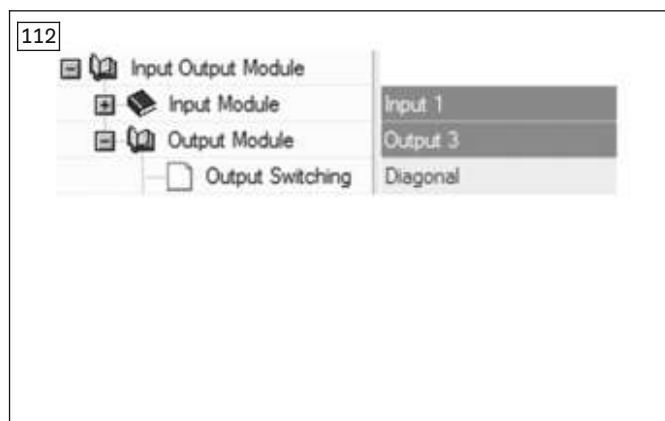 112
Input Output Module
Input Module Input 1
Output Module Output 3
Output Switching Diagonal